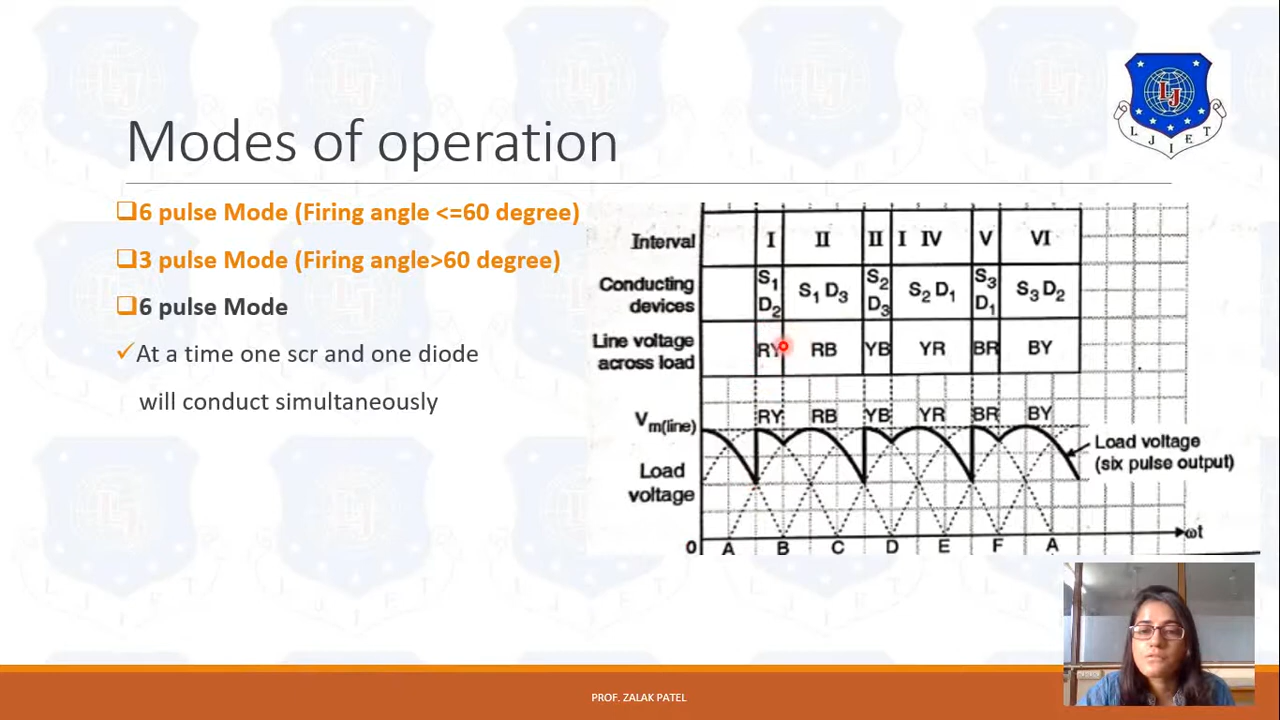 Modes of operation
L J I E T
❑6 pulse Mode (Firing angle <=60 degree)
❑3 pulse Mode (Firing angle>60 degree)
❑6 pulse Mode
✓At a time one scr and one diode
will conduct simultaneously
Interval I II II I IV V VI
Conducting devices S1 D2 S1 D3 S2 D3 S2 D1 S3 D1 S3 D2
Line voltage across load RY RB YB YR BR BY
RY RB YB YR BR BY
Vm(line)
Load voltage
Load voltage
(six pulse output)
0 A B C D E F A ωt
PROF. ZALAK PATEL